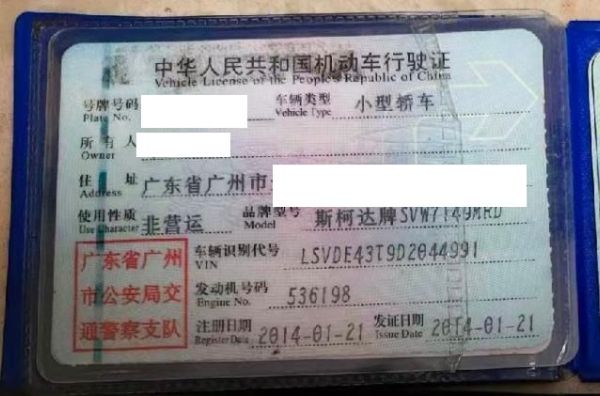 中华人民共和国机动车行驶证
Vehicle License of the People's Republic of China
号牌号码 车辆类型 小型轿车
Plate No. Vehicle Type
所有人
Owner
住址 广东省广州市
Address
使用性质 非营运 品牌型号 斯柯达牌SVW7149MRD
Use Character Model
广东省广州 车辆识别代号 LSVDE43T9D2044991
VIN
市公安局交 发动机号码 536198
Engine No.
通警察支队 注册日期 2014-01-21 发证日期 2014-01-21
Register Date Issue Date